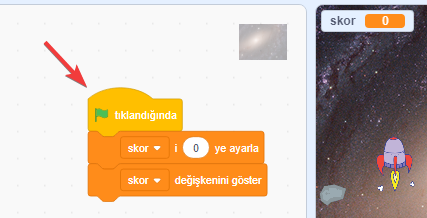 skor 0
tıklandığında
skor i 0 ye ayarla
skor değişkenini göster